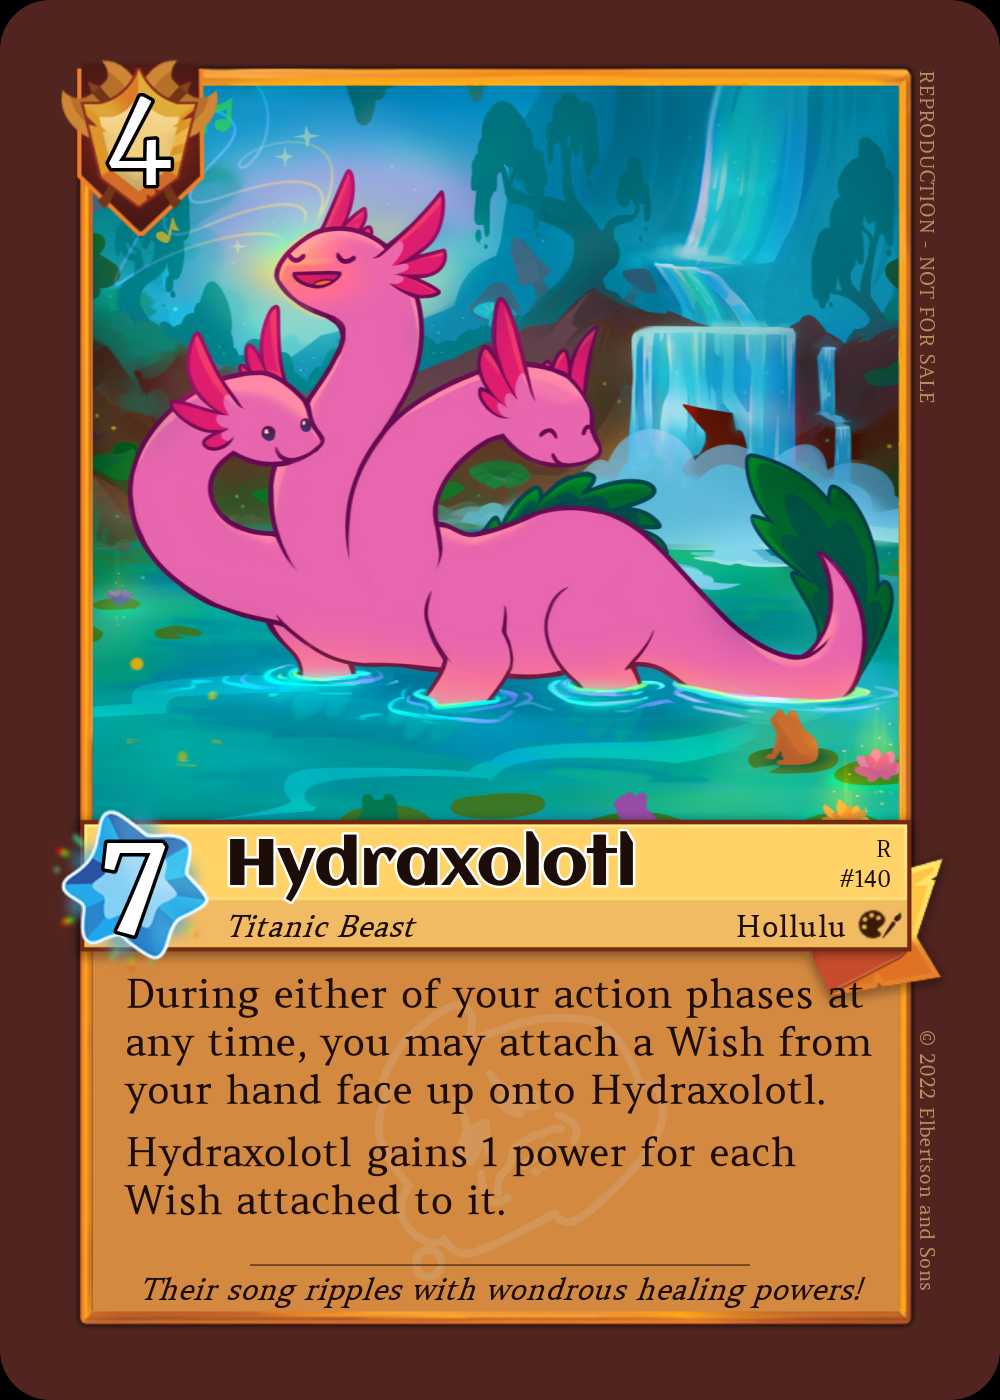 4
REPRODUCTION - NOT FOR SALE
7
Hydraxolotl
R
#140
Titanic Beast
Hollulu
During either of your action phases at
any time, you may attach a Wish from
your hand face up onto Hydraxolotl.
Hydraxolotl gains 1 power for each
Wish attached to it.
Their song ripples with wondrous healing powers!
© 2022 Elbertson and Sons